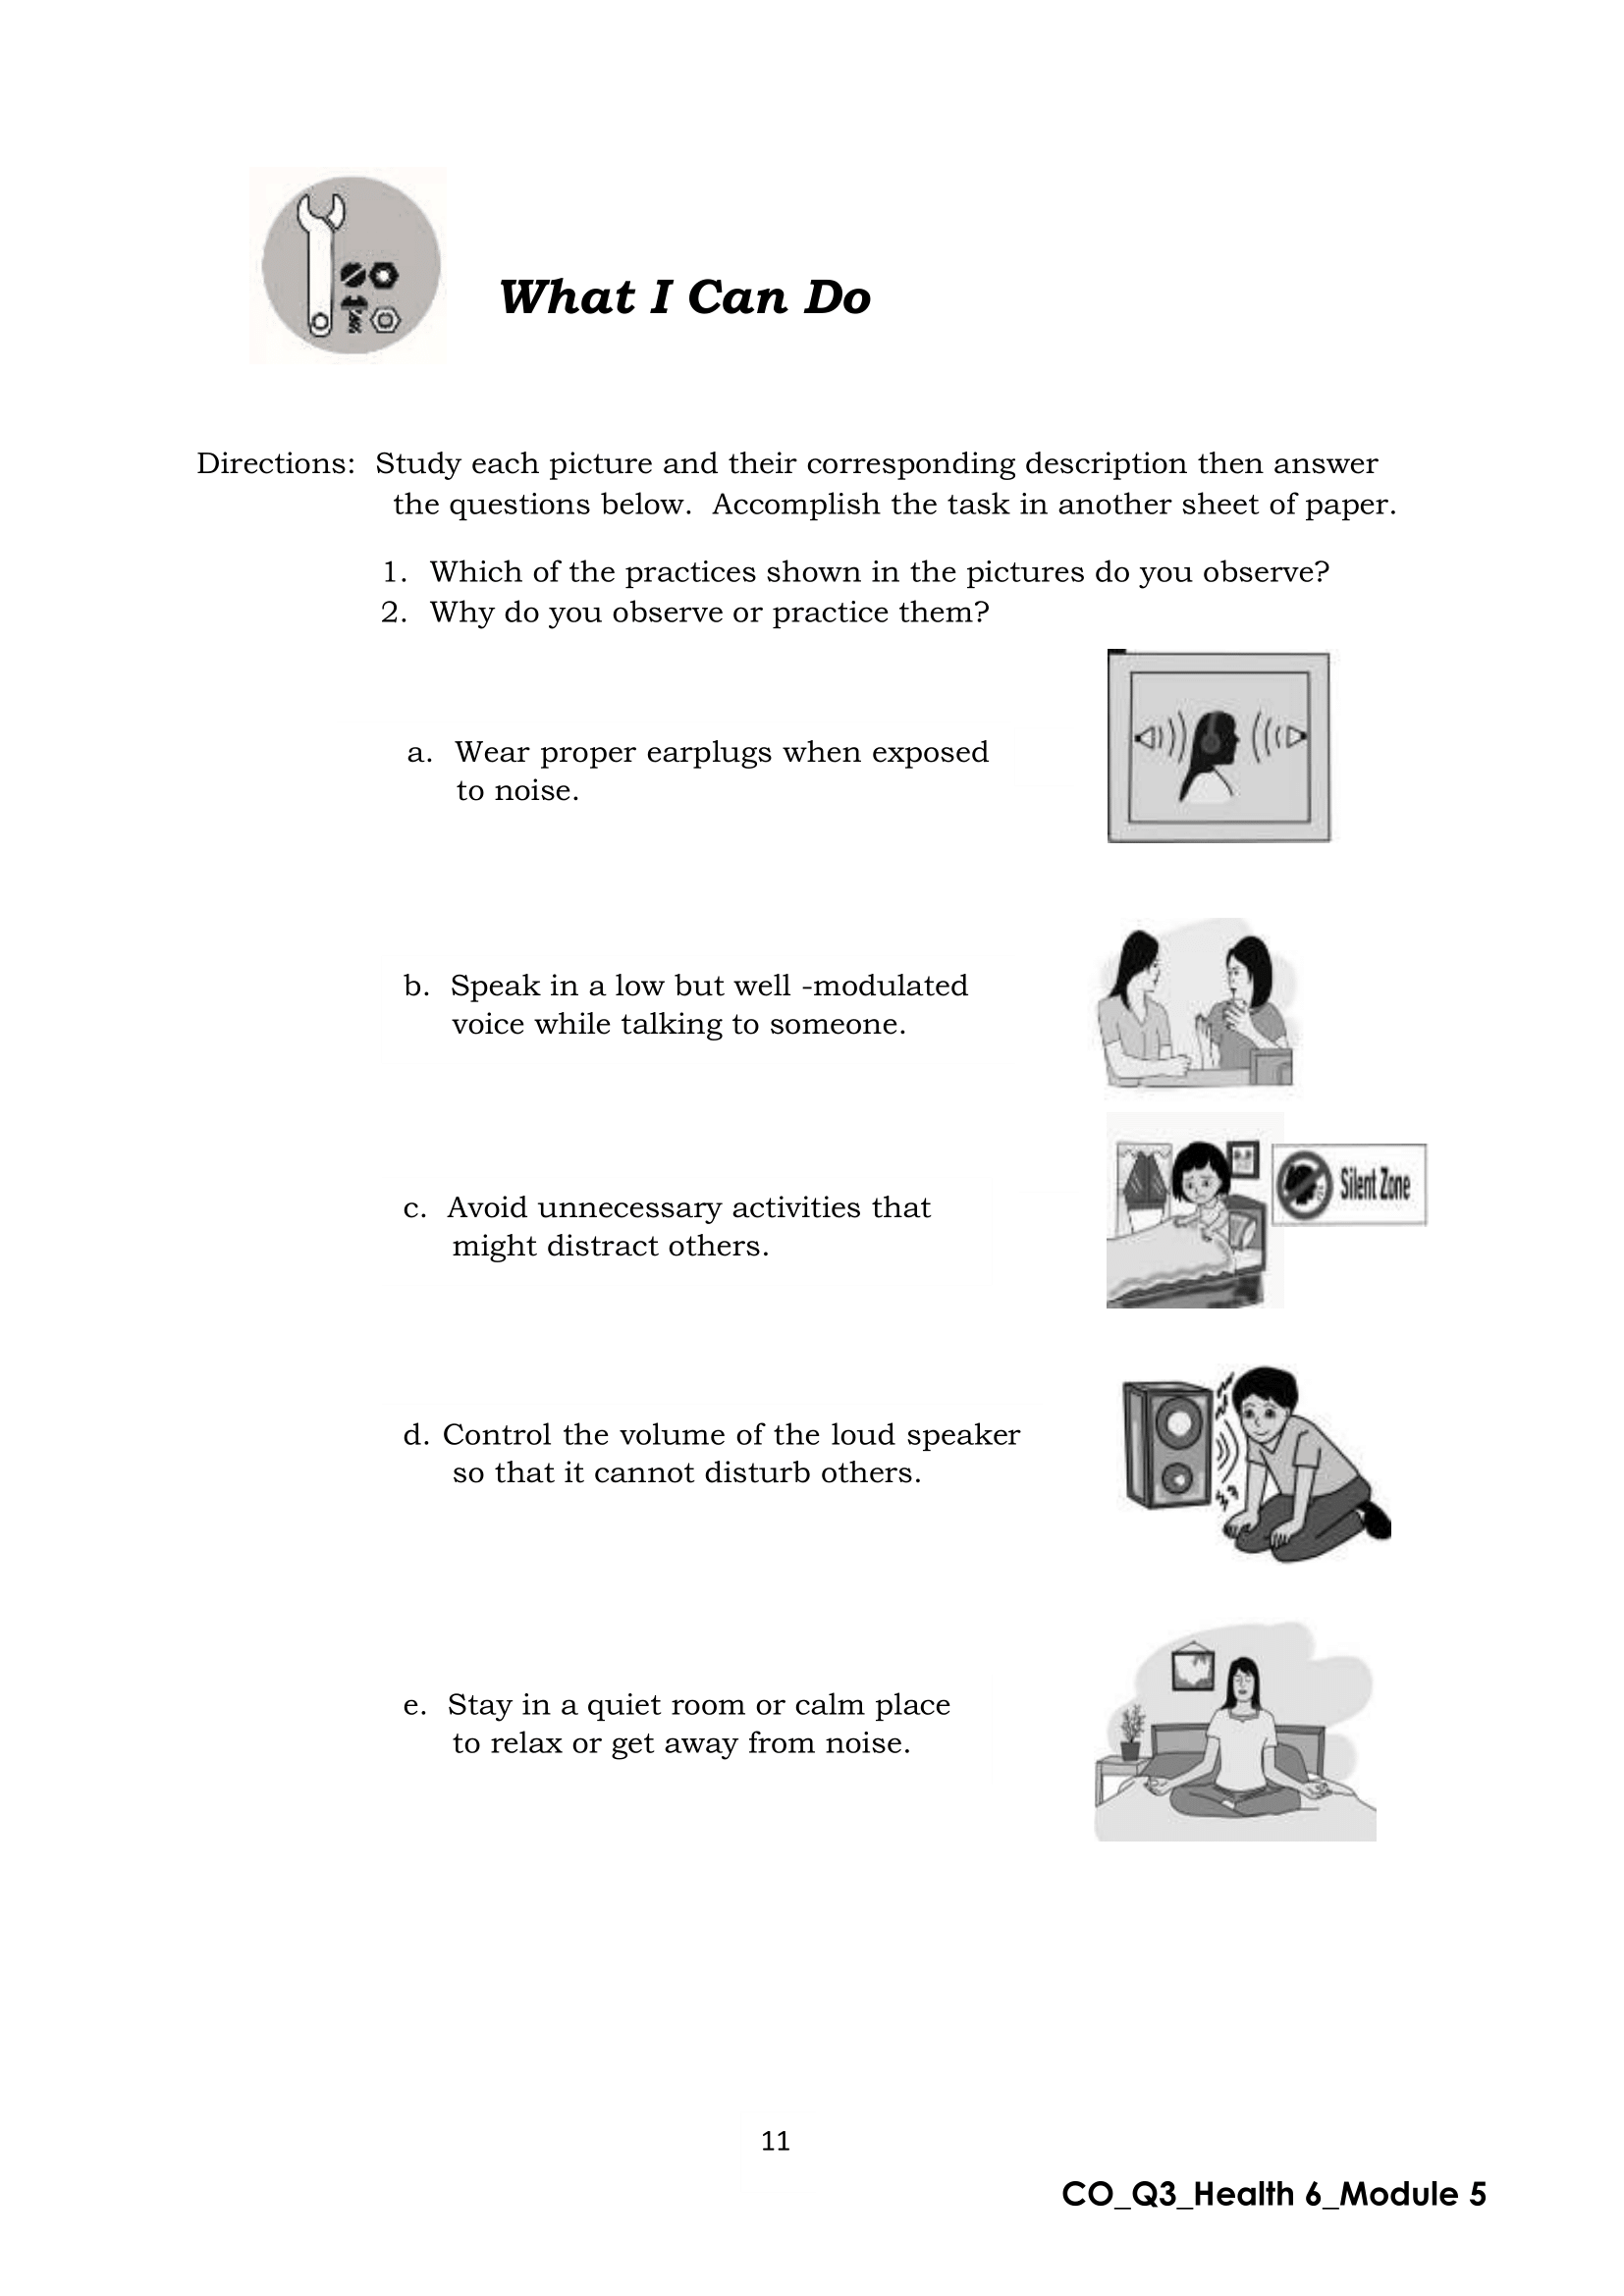 What I Can Do
Directions: Study each picture and their corresponding description then answer
the questions below. Accomplish the task in another sheet of paper.
1. Which of the practices shown in the pictures do you observe?
2. Why do you observe or practice them?
a. Wear proper earplugs when exposed
to noise.
b. Speak in a low but well -modulated
voice while talking to someone.
c. Avoid unnecessary activities that
might distract others.
Silent Zone
d. Control the volume of the loud speaker
so that it cannot disturb others.
e. Stay in a quiet room or calm place
to relax or get away from noise.
11
CO_Q3_Health 6_Module 5